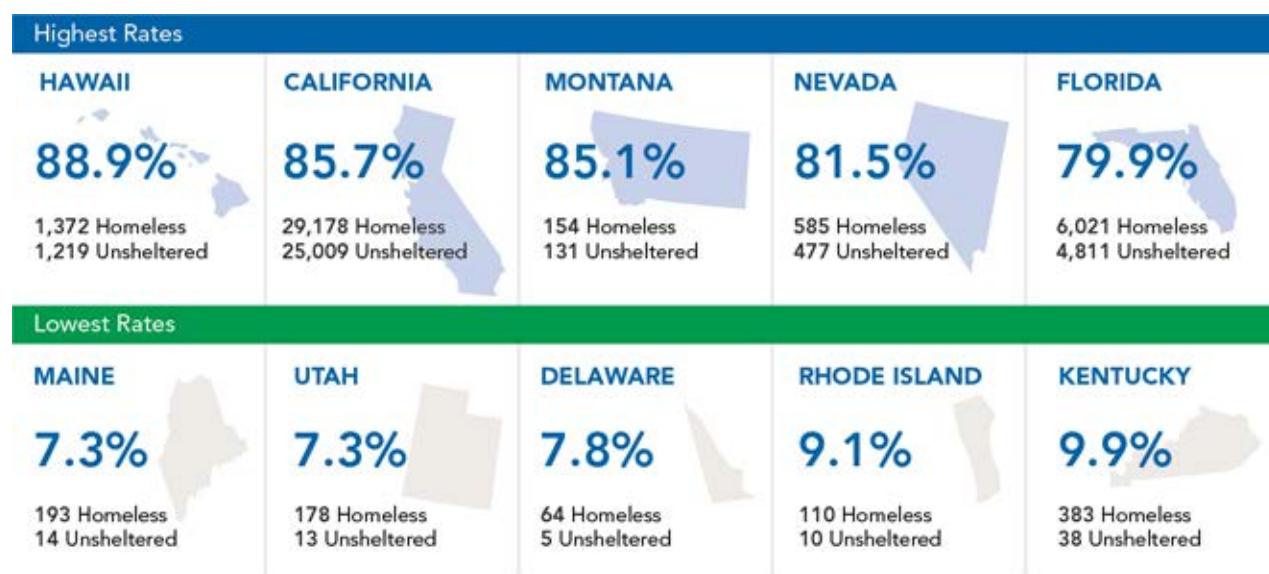 Highest Rates
HAWAII
88.9%
1,372 Homeless
1,219 Unsheltered
CALIFORNIA
85.7%
29,178 Homeless
25,009 Unsheltered
MONTANA
85.1%
154 Homeless
131 Unsheltered
NEVADA
81.5%
585 Homeless
477 Unsheltered
FLORIDA
79.9%
6,021 Homeless
4,811 Unsheltered
Lowest Rates
MAINE
7.3%
193 Homeless
14 Unsheltered
UTAH
7.3%
178 Homeless
13 Unsheltered
DELAWARE
7.8%
64 Homeless
5 Unsheltered
RHODE ISLAND
9.1%
110 Homeless
10 Unsheltered
KENTUCKY
9.9%
383 Homeless
38 Unsheltered